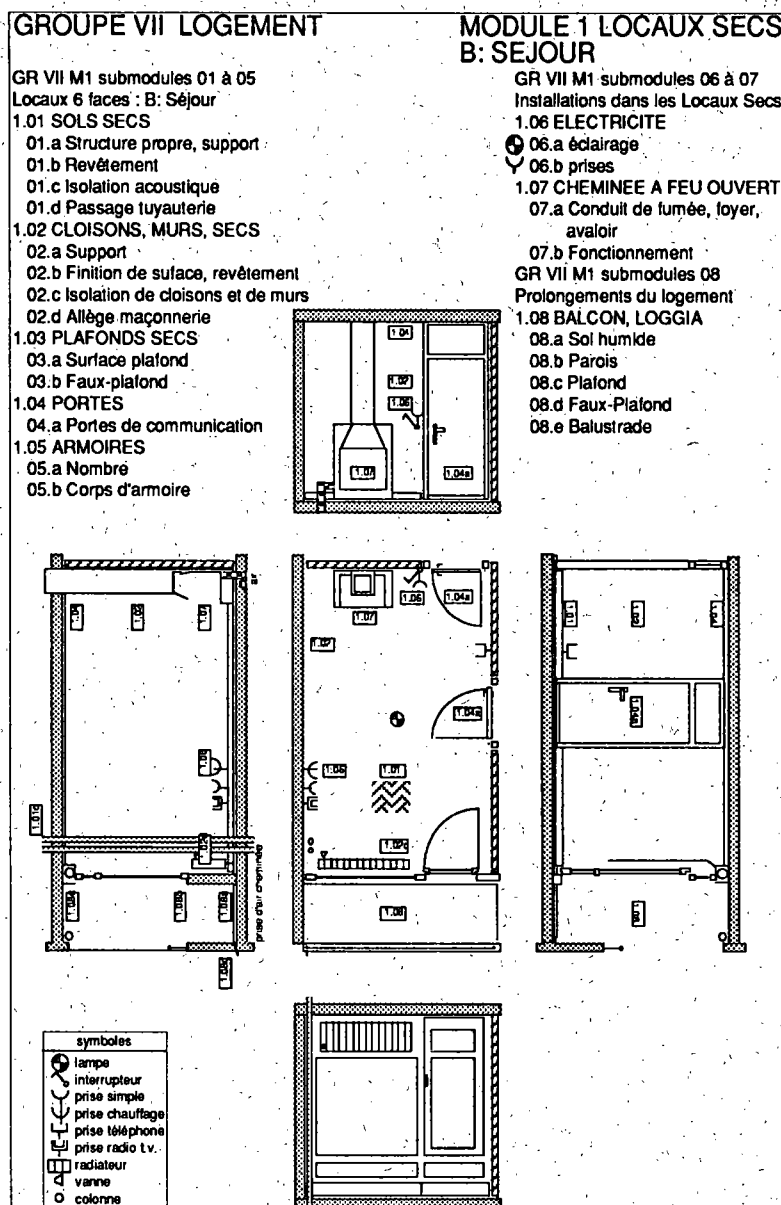 GROUPE VII LOGEMENT
MODULE 1 LOCAUX SECS
B: SEJOUR
GR VII M1 submodules 01 à 05
Locaux 6 faces : B: Séjour
1.01 SOLS SECS
01.a Structure propre, support
01.b Revêtement
01.c Isolation acoustique
01.d Passage tuyauterie
1.02 CLOISONS, MURS, SECS
02.a Support
02.b Finition de suface, revêtement
02.c Isolation de cloisons et de murs
02.d Allège maçonnerie
1.03 PLAFONDS SECS
03.a Surface plafond
03.b Faux-plafond
1.04 PORTES
04.a Portes de communication
1.05 ARMOIRES
05.a Nombre
05.b Corps d'armoire
GR VII M1 submodules 06 à 07
Installations dans les Locaux Secs
1.06 ELECTRICITE
06.a éclairage
06.b prises
1.07 CHEMINEE A FEU OUVERT
07.a Conduit de fumée, foyer,
avaloir
07.b Fonctionnement
GR VII M1 submodules 08
Prolongements du logement
1.08 BALCON, LOGGIA
08.a Sol humide
08.b Parois
08.c Plafond
08.d Faux-Plafond
08.e Balustrade
1.04
1.02
1.06
1.07
1.04a
air
1.07
1.06
1.07
1.04a
1.02
1.04a
1.04a
1.06
1.01
1.08
prise d'air cheminée
symboles
lampe
interrupteur
prise simple
prise chauffage
prise téléphone
prise radio t.v.
radiateur
vanne
colonne